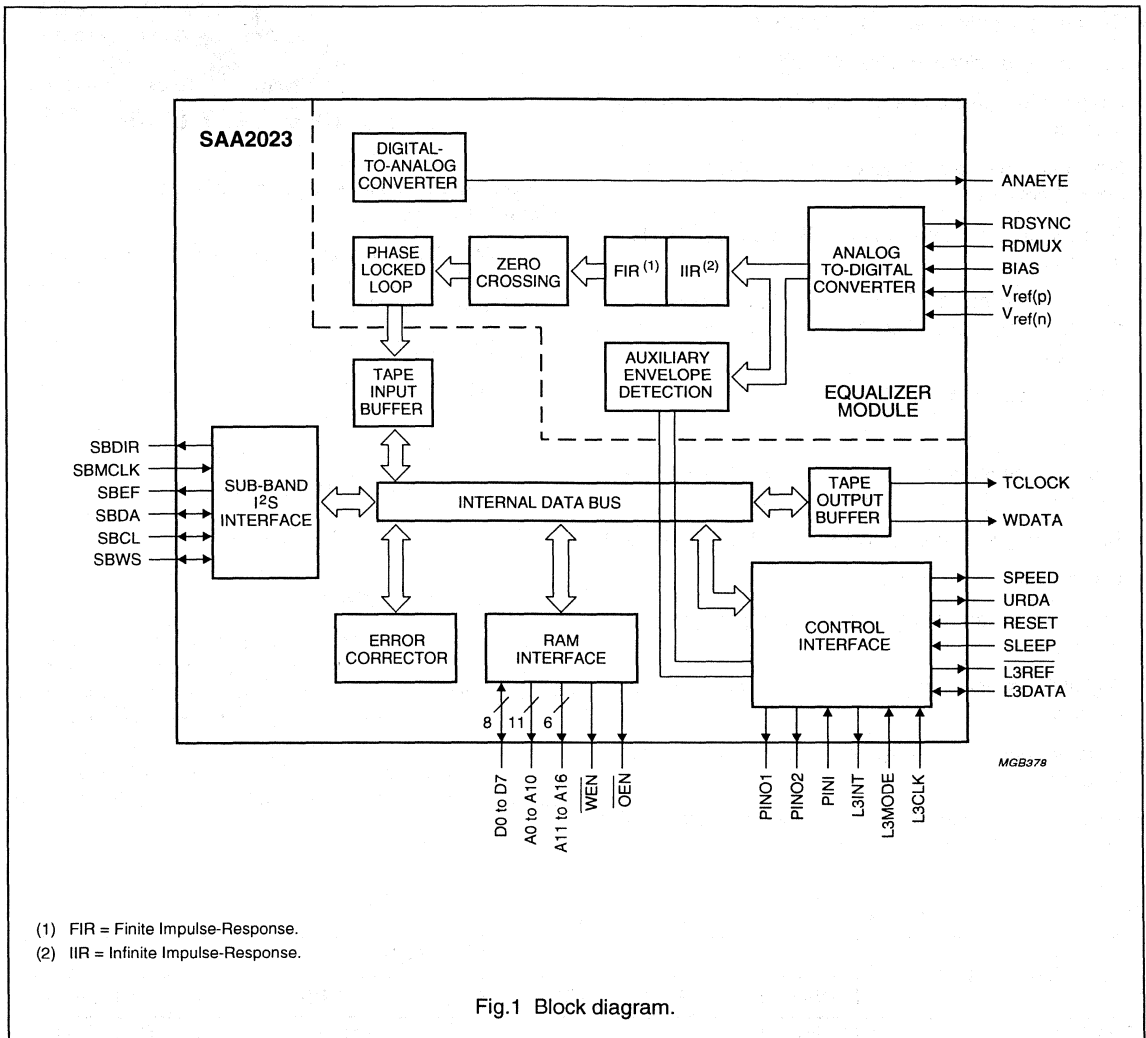 SAA2023
DIGITAL-
TO-ANALOG
CONVERTER
ANAEYE
PHASE
LOCKED
LOOP
ZERO
CROSSING
FIR (1)
IIR (2)
ANALOG
TO-DIGITAL
CONVERTER
RDSYNC
RDMUX
BIAS
Vref(p)
Vref(n)
TAPE
INPUT
BUFFER
AUXILIARY
ENVELOPE
DETECTION
EQUALIZER
MODULE
SBDIR
SBMCLK
SBEF
SBDA
SBCL
SBWS
SUB-BAND
I2S
INTERFACE
INTERNAL DATA BUS
TAPE
OUTPUT
BUFFER
TCLOCK
WDATA
ERROR
CORRECTOR
RAM
INTERFACE
CONTROL
INTERFACE
SPEED
URDA
RESET
SLEEP
L3REF
L3DATA
8
11
6
D0 to D7
A0 to A10
A11 to A16
WEN
OEN
PINO1
PINO2
PINI
L3INT
L3MODE
L3CLK
MGB378
(1) FIR = Finite Impulse-Response.
(2) IIR = Infinite Impulse-Response.
Fig.1 Block diagram.